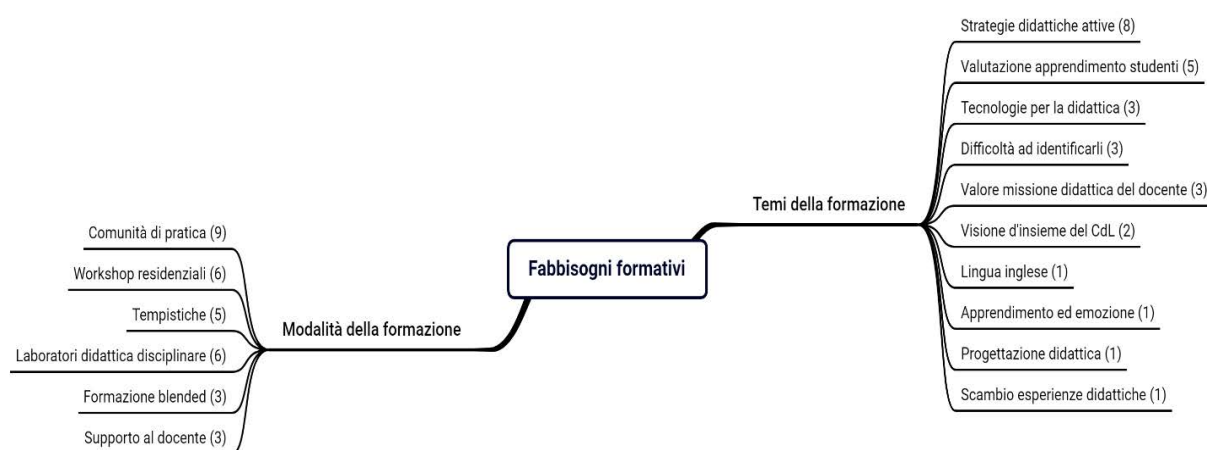 Fabbisogni formativi
Temi della formazione
Strategie didattiche attive (8)
Valutazione apprendimento studenti (5)
Tecnologie per la didattica (3)
Difficoltà ad identificarli (3)
Valore missione didattica del docente (3)
Visione d'insieme del CdL (2)
Lingua inglese (1)
Apprendimento ed emozione (1)
Progettazione didattica (1)
Scambio esperienze didattiche (1)
Modalità della formazione
Comunità di pratica (9)
Workshop residenziali (6)
Tempistiche (5)
Laboratori didattica disciplinare (6)
Formazione blended (3)
Supporto al docente (3)